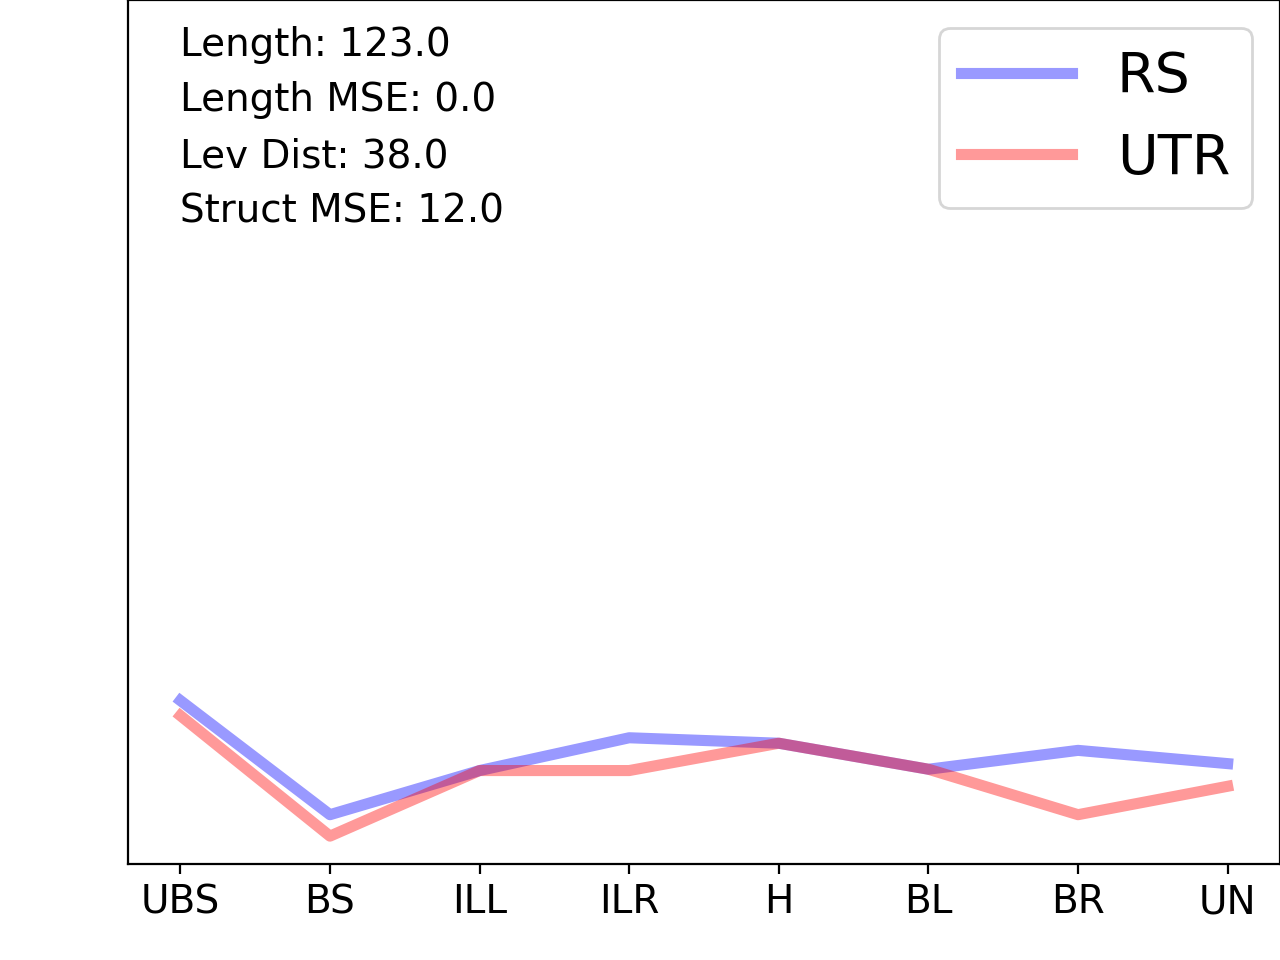 Length: 123.0
Length MSE: 0.0
Lev Dist: 38.0
Struct MSE: 12.0
RS
UTR
UBS BS ILL ILR H BL BR UN